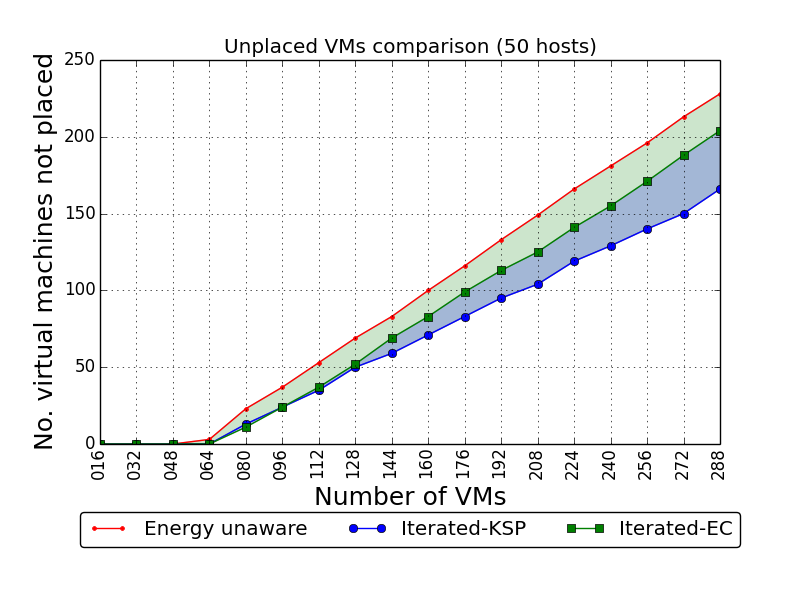 Unplaced VMs comparison (50 hosts)
No. virtual machines not placed
250
200
150
100
50
0
016 032 048 064 080 096 112 128 144 160 176 192 208 224 240 256 272 288
Number of VMs
Energy unaware Iterated-KSP Iterated-EC